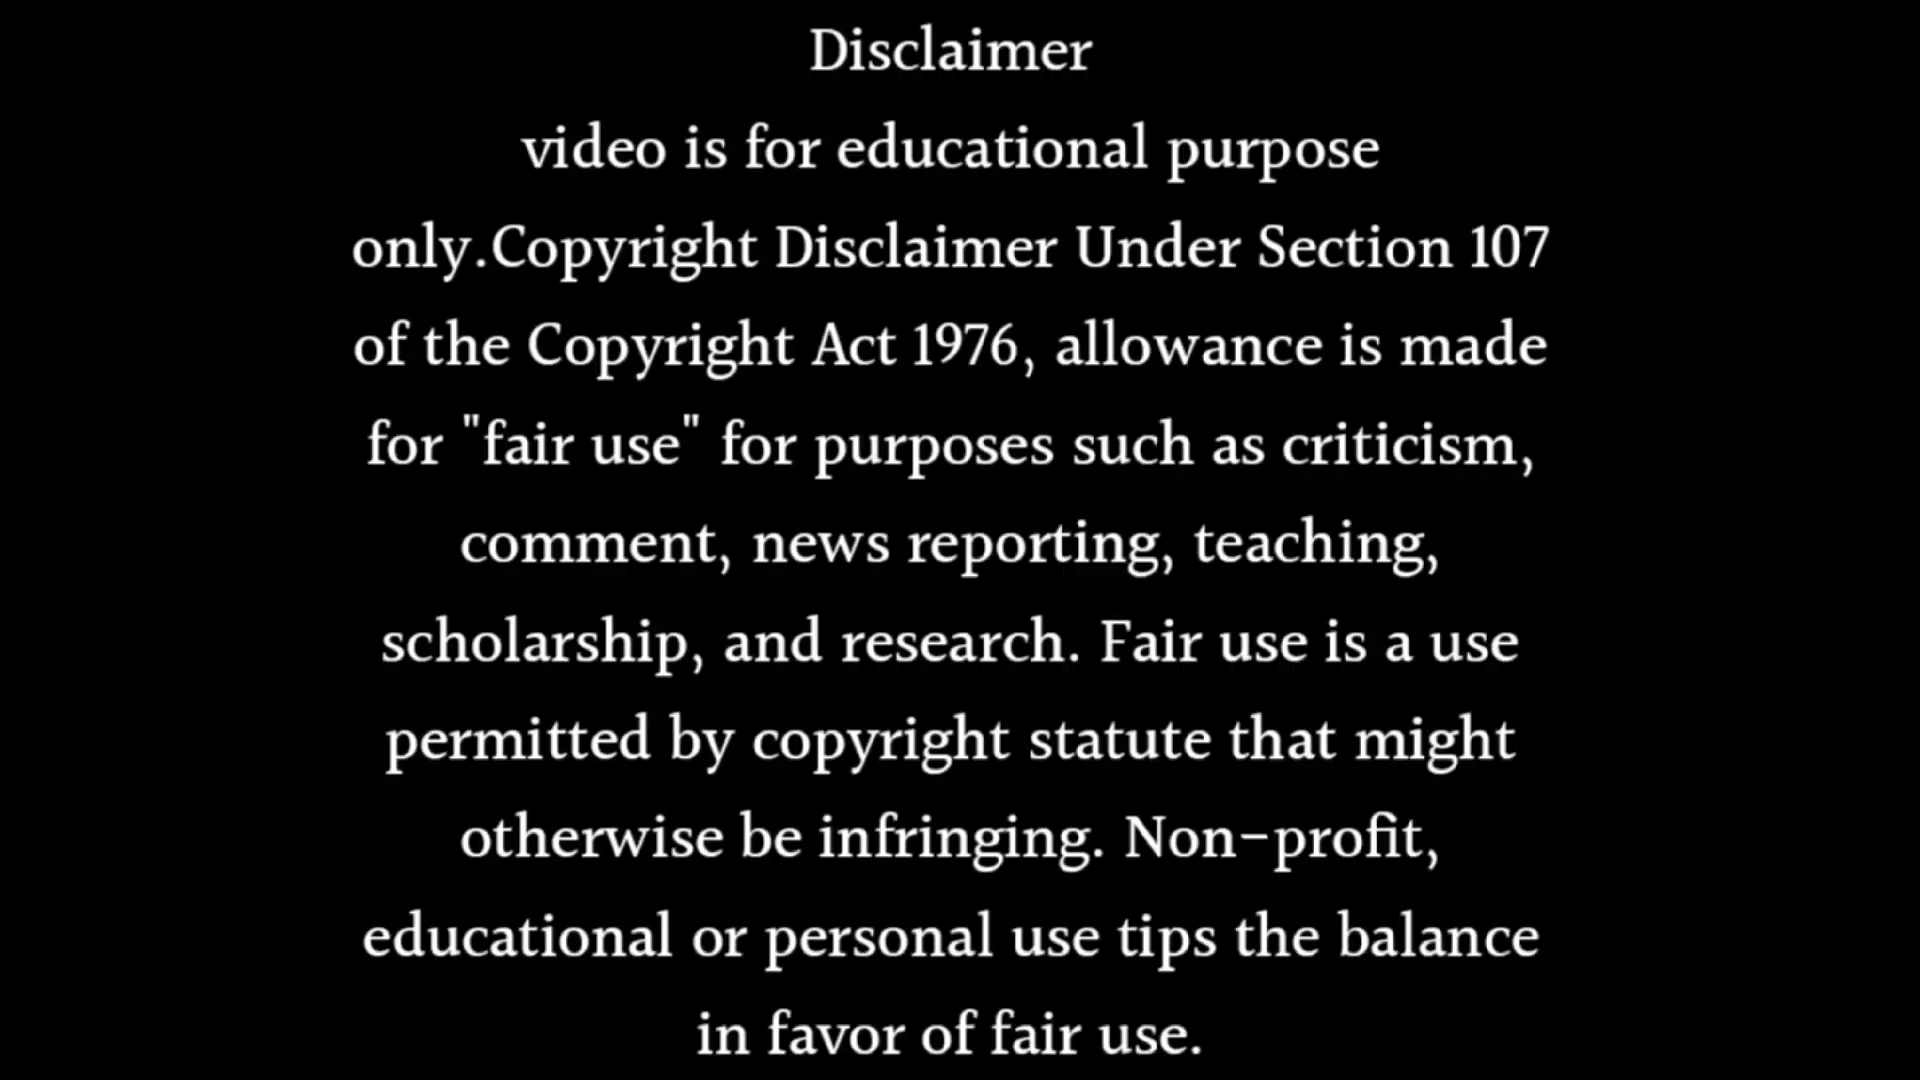 Disclaimer
video is for educational purpose
only.Copyright Disclaimer Under Section 107
of the Copyright Act 1976, allowance is made
for "fair use" for purposes such as criticism,
comment, news reporting, teaching,
scholarship, and research. Fair use is a use
permitted by copyright statute that might
otherwise be infringing. Non-profit,
educational or personal use tips the balance
in favor of fair use.